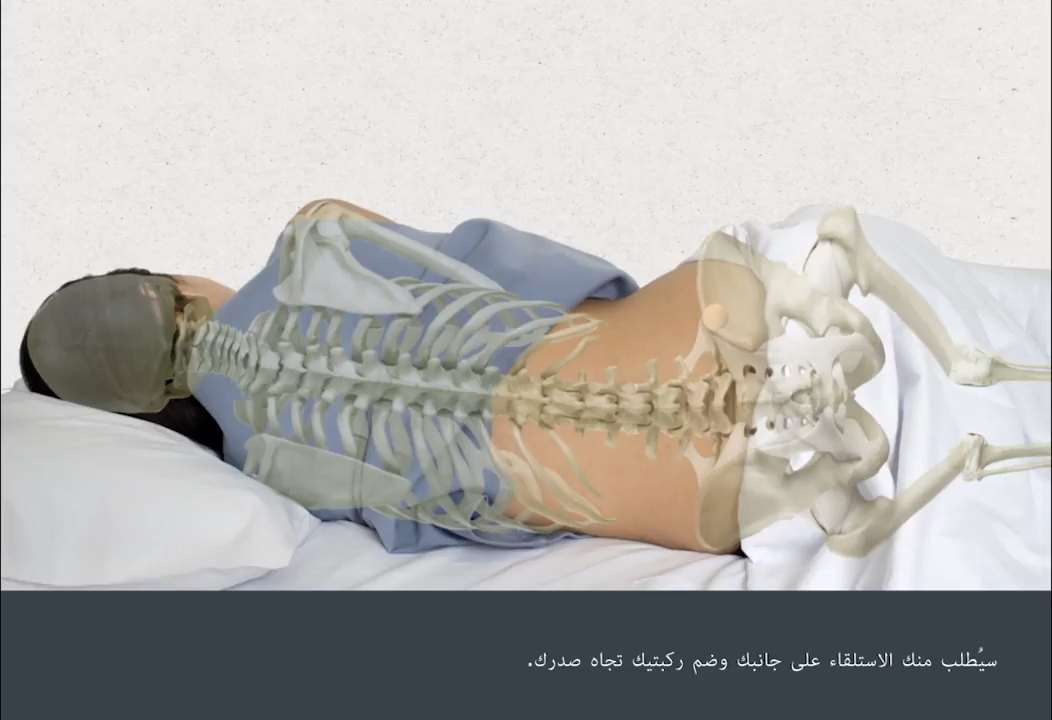 سيُطلب منك الاستلقاء على جانبك وضم ركبتيك تجاه صدرك.